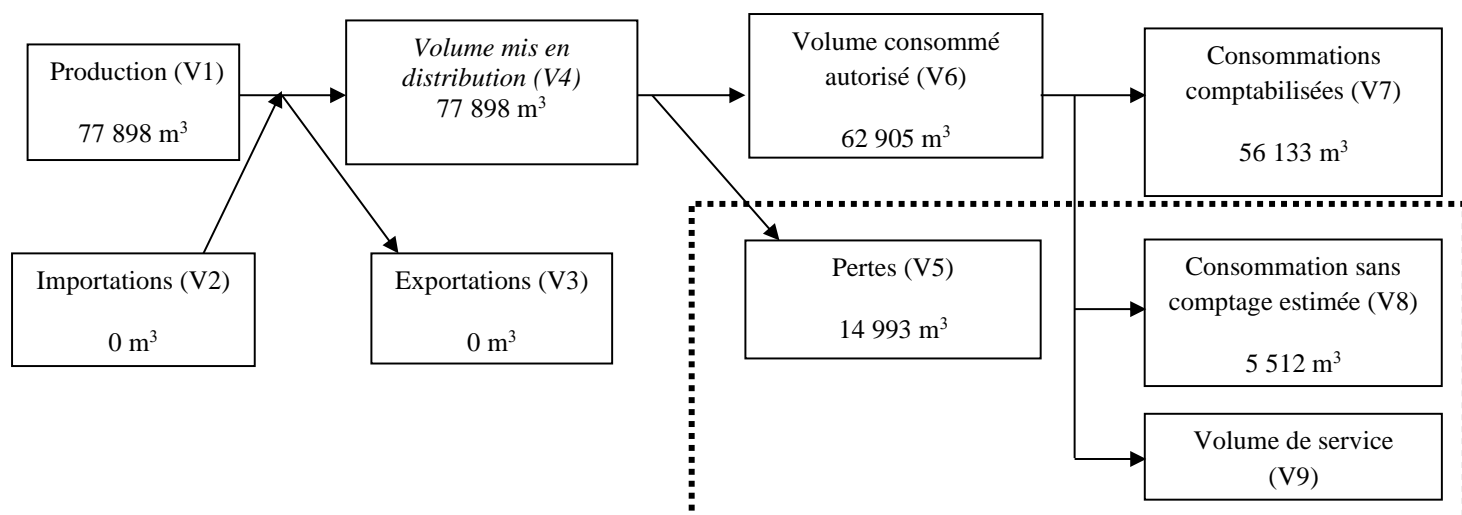 Production (V1)
77 898 m³
Volume mis en
distribution (V4)
77 898 m³
Volume consommé
autorisé (V6)
62 905 m³
Consommations
comptabilisées (V7)
56 133 m³
Importations (V2)
0 m³
Exportations (V3)
0 m³
Pertes (V5)
14 993 m³
Consommation sans
comptage estimée (V8)
5 512 m³
Volume de service
(V9)